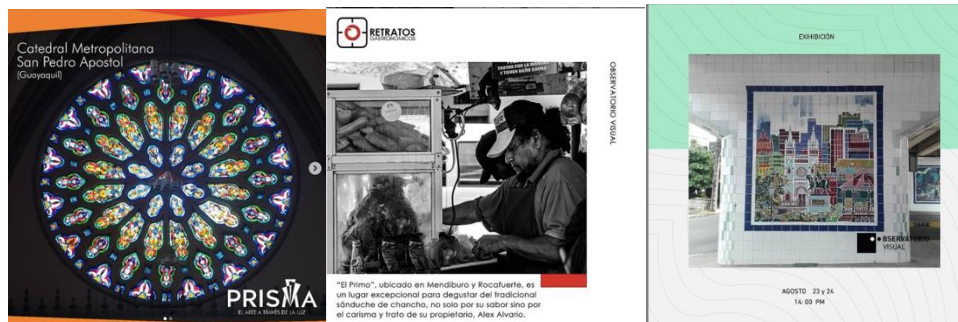 Catedral Metropolitana
San Pedro Apostol
(Guayaquil)
PRISMA
EL ARTE A TRAVÉS DE LA LUZ
RETRATOS
GASTRONÓMICOS
OBSERVATORIO VISUAL
"El Primo", ubicado en Mendiburo y Rocafuerte, es
un lugar excepcional para degustar del tradicional
sánduche de chancho, no solo por su sabor sino por
el carisma y trato de su propietario, Alex Alvario.
EXHIBICIÓN
BSERVATORIO
VISUAL
AGOSTO 23 y 24
14: 00 PM